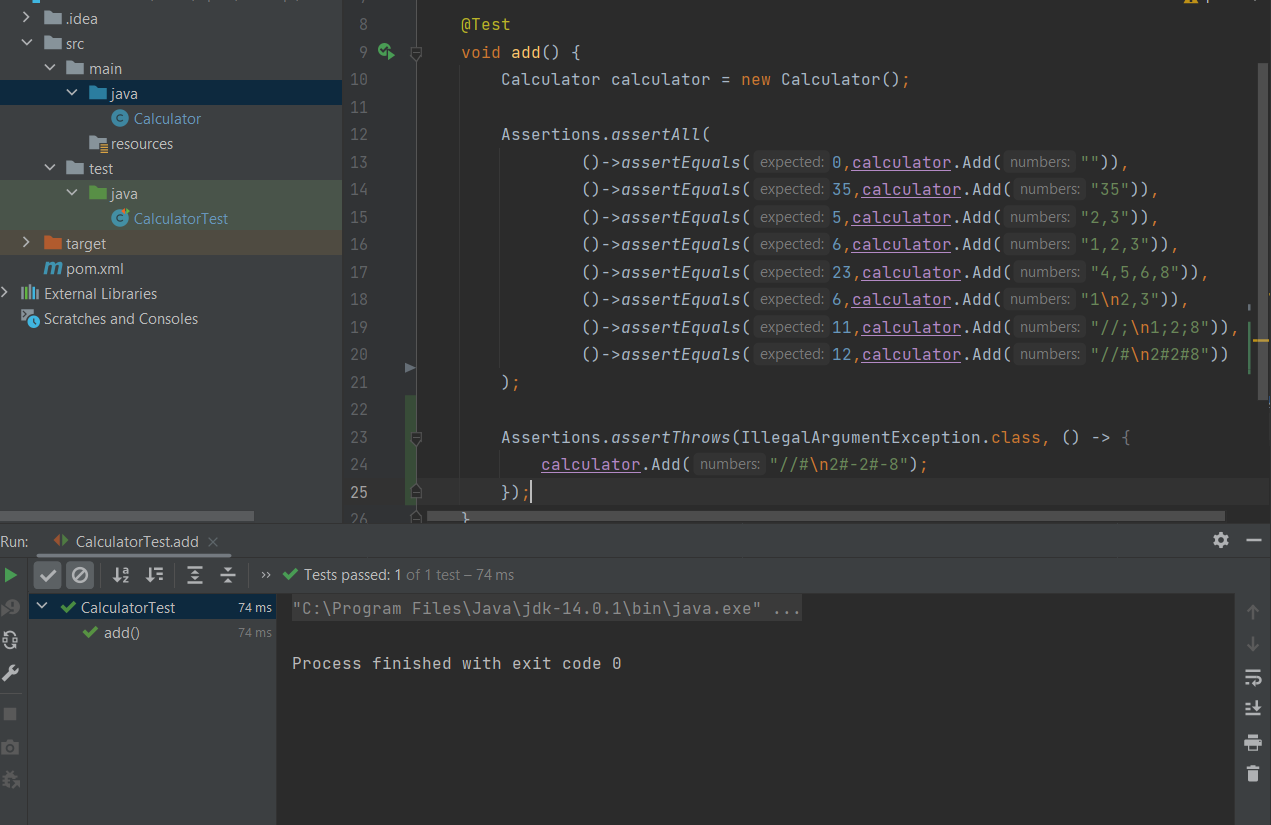 .idea
src
main
java
Calculator
resources
test
java
CalculatorTest
target
pom.xml
External Libraries
Scratches and Consoles
8 @Test
9 void add() {
10 Calculator calculator = new Calculator();
11
12 Assertions.assertAll(
13 ()->assertEquals( expected: 0,calculator.Add( numbers: "")),
14 ()->assertEquals( expected: 35,calculator.Add( numbers: "35")),
15 ()->assertEquals( expected: 5,calculator.Add( numbers: "2,3")),
16 ()->assertEquals( expected: 6,calculator.Add( numbers: "1,2,3")),
17 ()->assertEquals( expected: 23,calculator.Add( numbers: "4,5,6,8")),
18 ()->assertEquals( expected: 6,calculator.Add( numbers: "1\n2,3")),
19 ()->assertEquals( expected: 11,calculator.Add( numbers: "//;\n1;2;8")),
20 ()->assertEquals( expected: 12,calculator.Add( numbers: "//#\n2#2#8"))
21 );
22
23 Assertions.assertThrows(IllegalArgumentException.class, () -> {
24 calculator.Add( numbers: "//#\n2#-2#-8");
25 });
26 }
Run: CalculatorTest.add
Tests passed: 1 of 1 test – 74 ms
CalculatorTest 74 ms
add() 74 ms
"C:\Program Files\Java\jdk-14.0.1\bin\java.exe" ...
Process finished with exit code 0